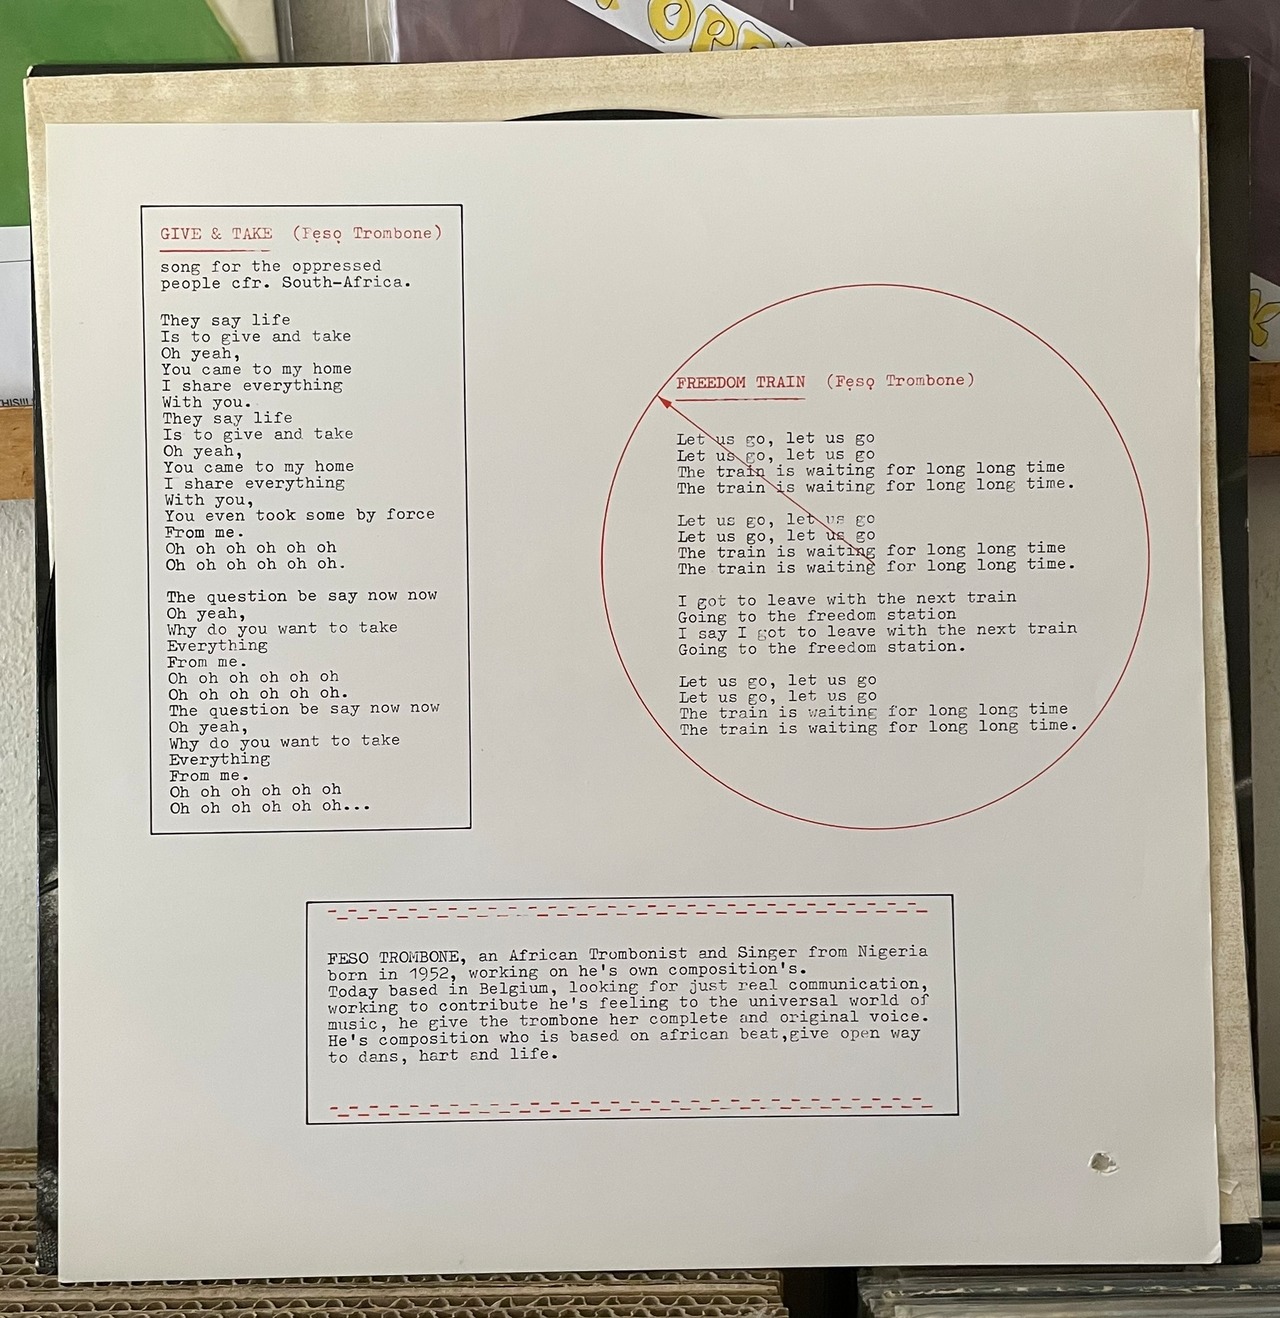 OPP
THIS!!!
GIVE & TAKE (Fẹsọ Trombone)
song for the oppressed
people cfr. South-Africa.
They say life
Is to give and take
Oh yeah,
You came to my home
I share everything
With you.
They say life
Is to give and take
Oh yeah,
You came to my home
I share everything
With you,
You even took some by force
From me.
Oh oh oh oh oh oh
Oh oh oh oh oh oh.
The question be say now now
Oh yeah,
Why do you want to take
Everything
From me.
Oh oh oh oh oh oh
Oh oh oh oh oh oh.
The question be say now now
Oh yeah,
Why do you want to take
Everything
From me.
Oh oh oh oh oh oh
Oh oh oh oh oh oh...
FREEDOM TRAIN (Fẹsọ Trombone)
Let us go, let us go
Let us go, let us go
The train is waiting for long long time
The train is waiting for long long time.
Let us go, let us go
Let us go, let us go
The train is waiting for long long time
The train is waiting for long long time.
I got to leave with the next train
Going to the freedom station
I say I got to leave with the next train
Going to the freedom station.
Let us go, let us go
Let us go, let us go
The train is waiting for long long time
The train is waiting for long long time.
FESO TROMBONE, an African Trombonist and Singer from Nigeria
born in 1952, working on he's own composition's.
Today based in Belgium, looking for just real communication,
working to contribute he's feeling to the universal world of
music, he give the trombone her complete and original voice.
He's composition who is based on african beat,give open way
to dans, hart and life.